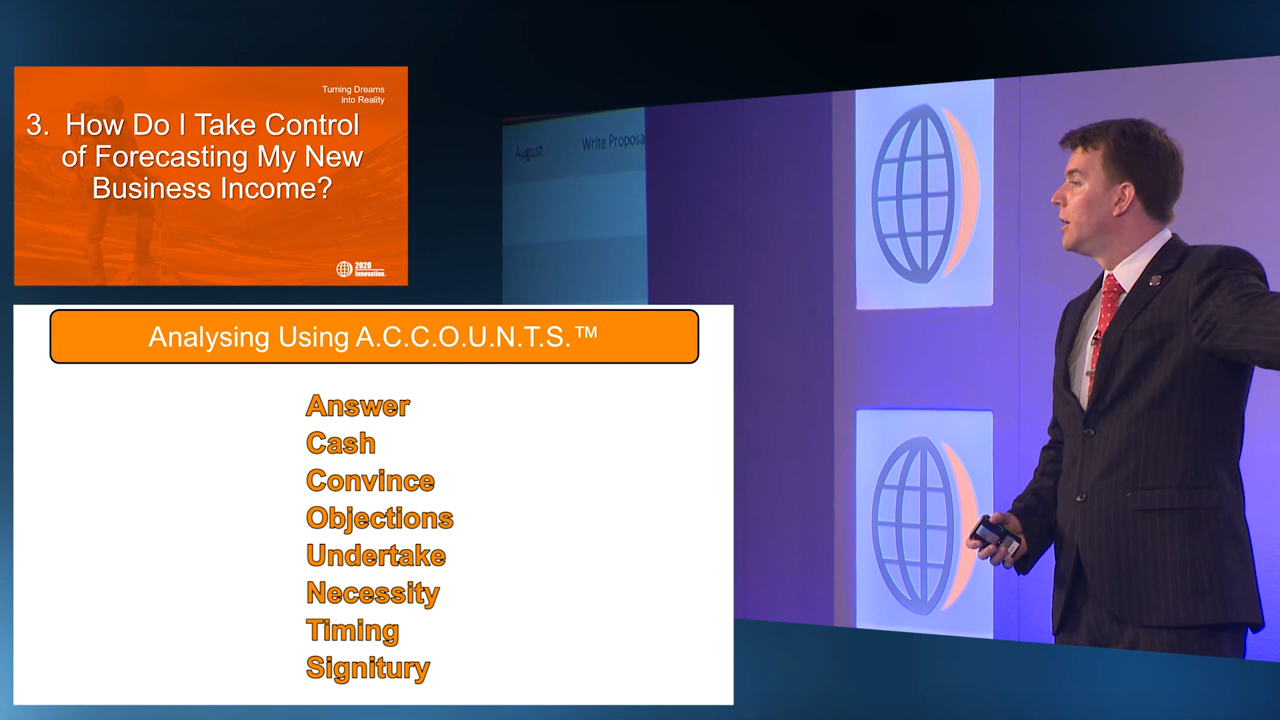 Turning Dreams
into Reality
3. How Do I Take Control
of Forecasting My New
Business Income?
2020
Innovation
Analysing Using A.C.C.O.U.N.T.S.™
Answer
Cash
Convince
Objections
Undertake
Necessity
Timing
Signitury
August
Write Proposa